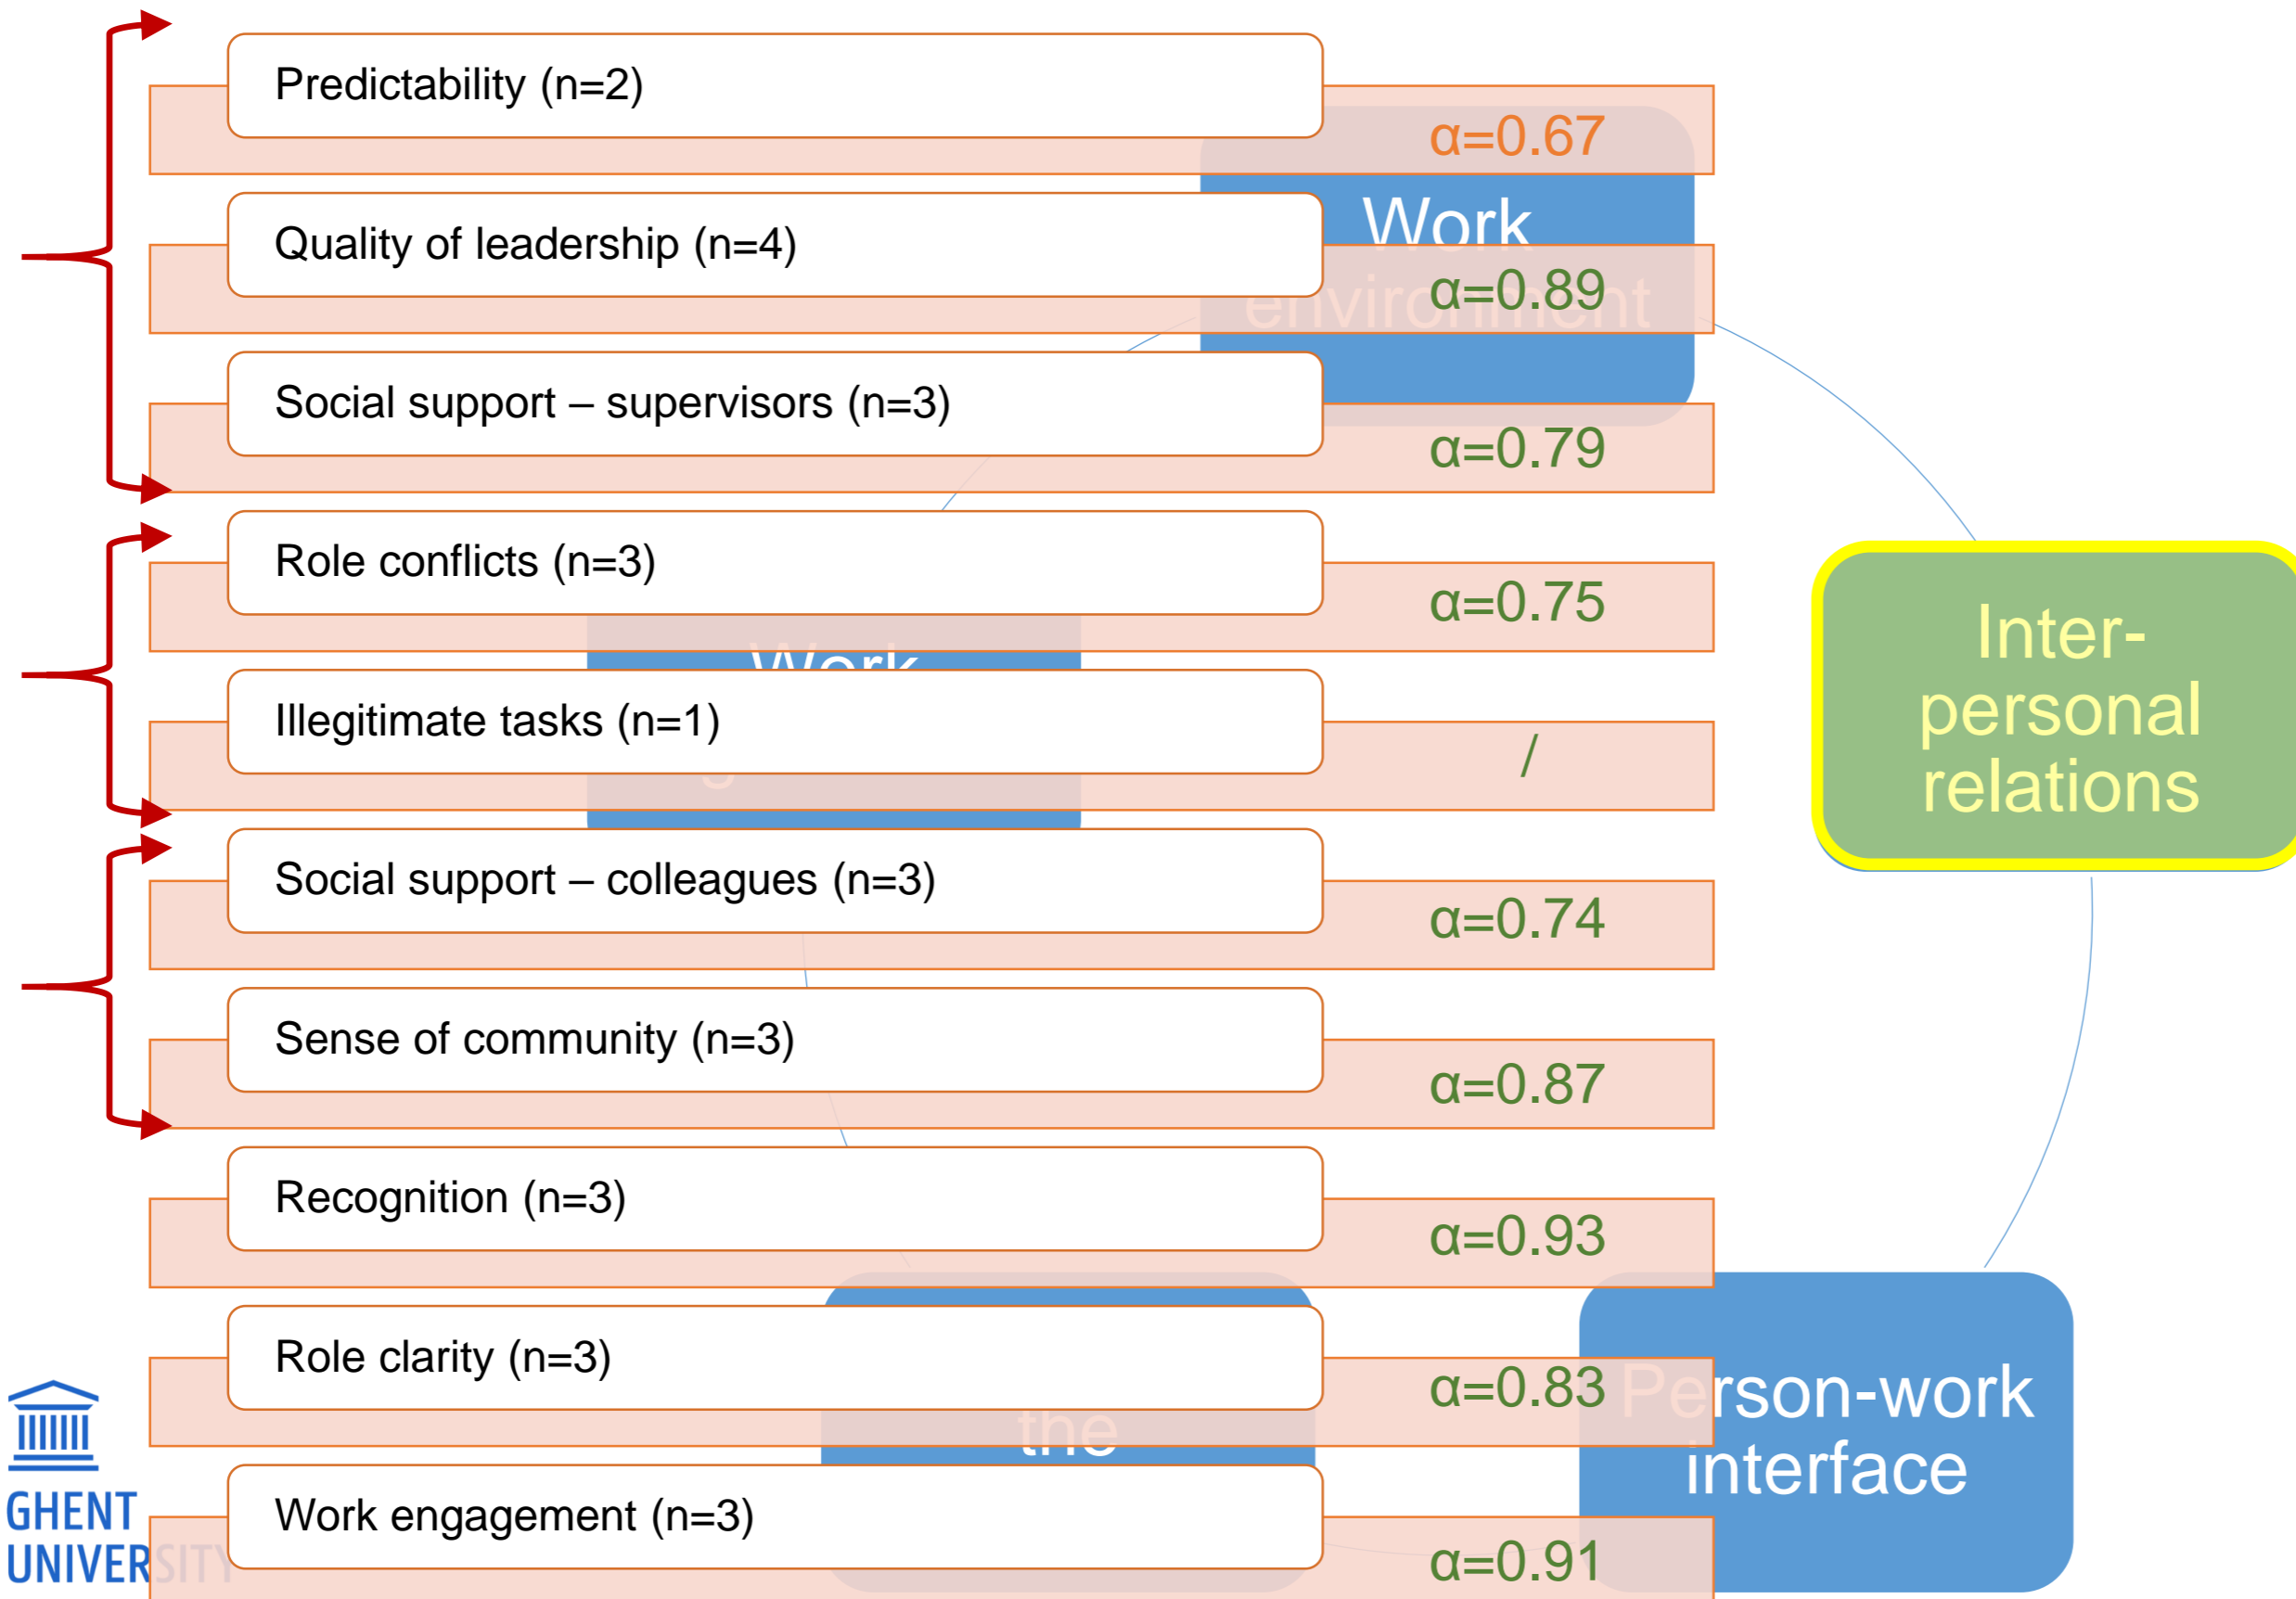 Predictability (n=2)
α=0.67
Quality of leadership (n=4)
α=0.89
Social support – supervisors (n=3)
α=0.79
Role conflicts (n=3)
α=0.75
Illegitimate tasks (n=1)
/
Social support – colleagues (n=3)
α=0.74
Sense of community (n=3)
α=0.87
Recognition (n=3)
α=0.93
Role clarity (n=3)
α=0.83
Work engagement (n=3)
α=0.91
Work
environment
Work
Inter-
personal
relations
the
Person-work
interface
GHENT
UNIVERSITY